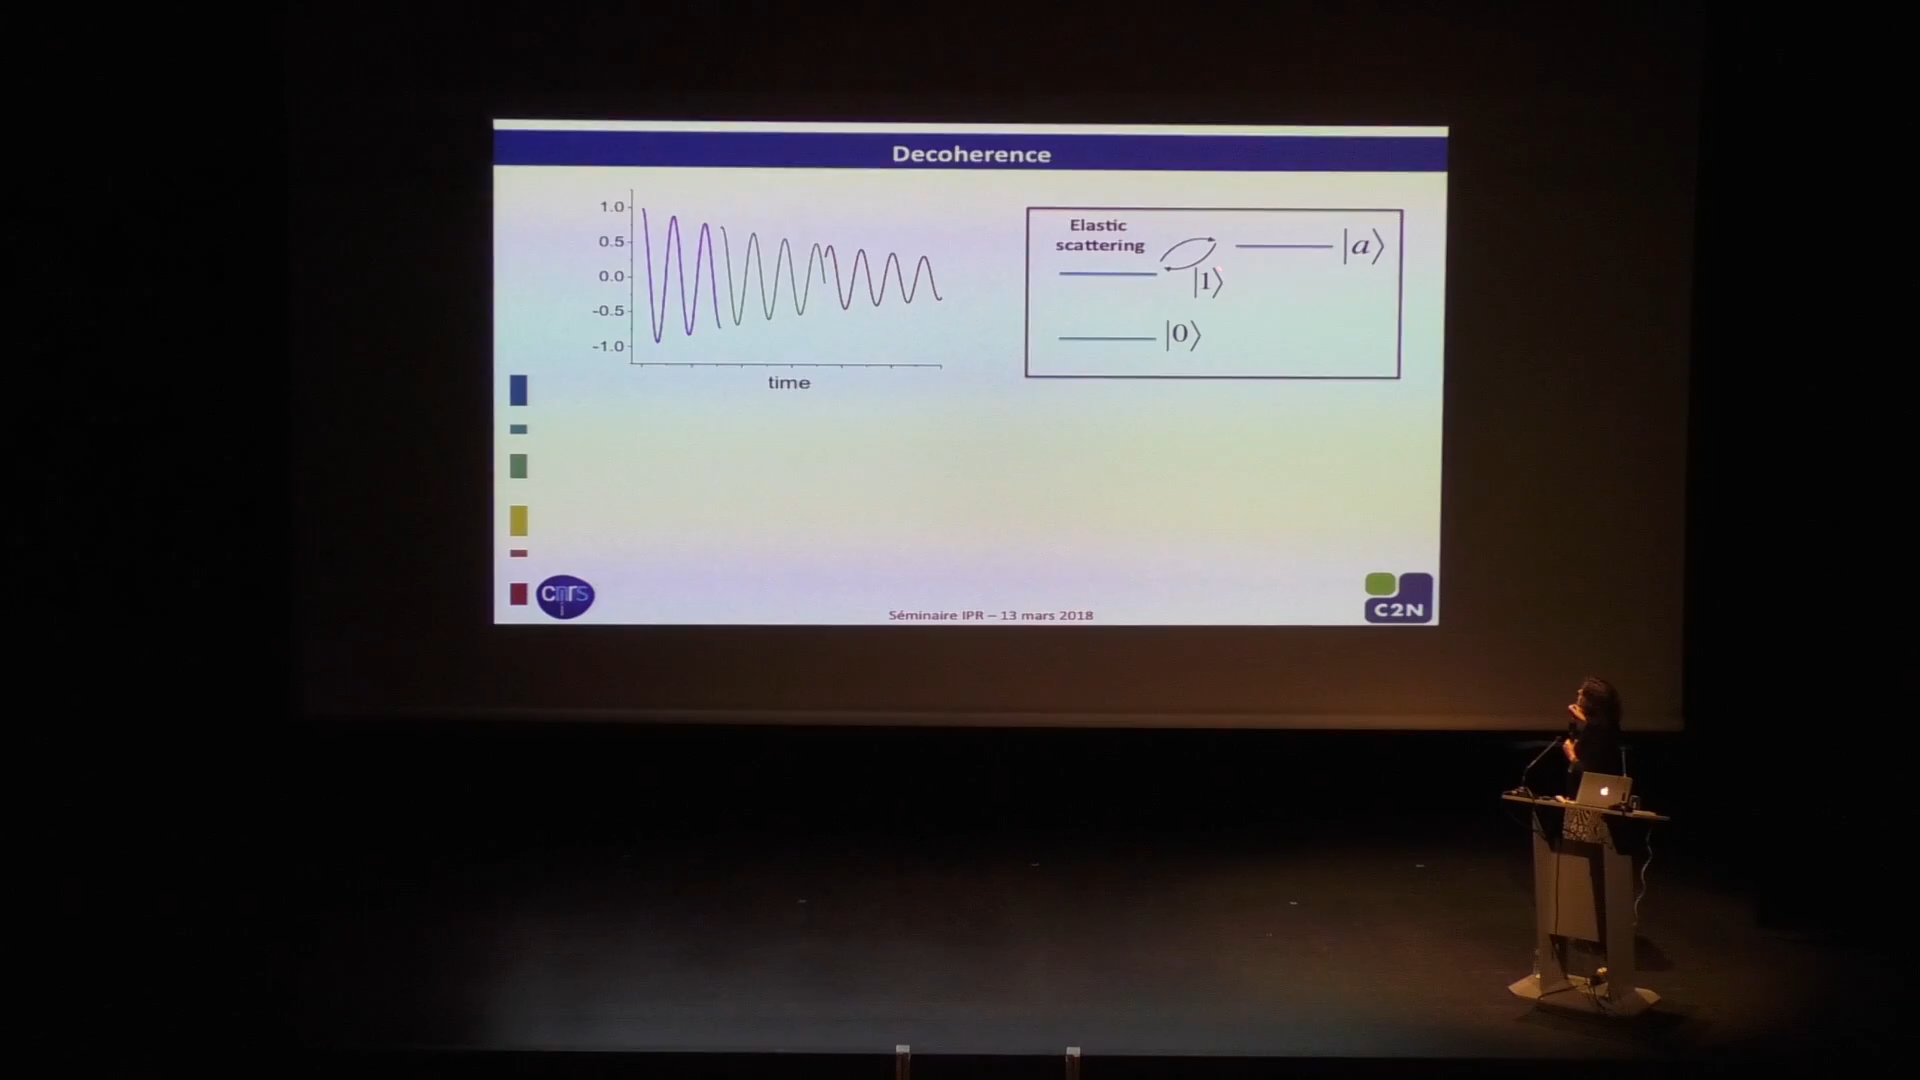 Decoherence
1.0
0.5
0.0
-0.5
-1.0
time
Elastic
scattering
|a⟩
|1⟩
|0⟩
cnrs
Séminaire IPR – 13 mars 2018
C2N